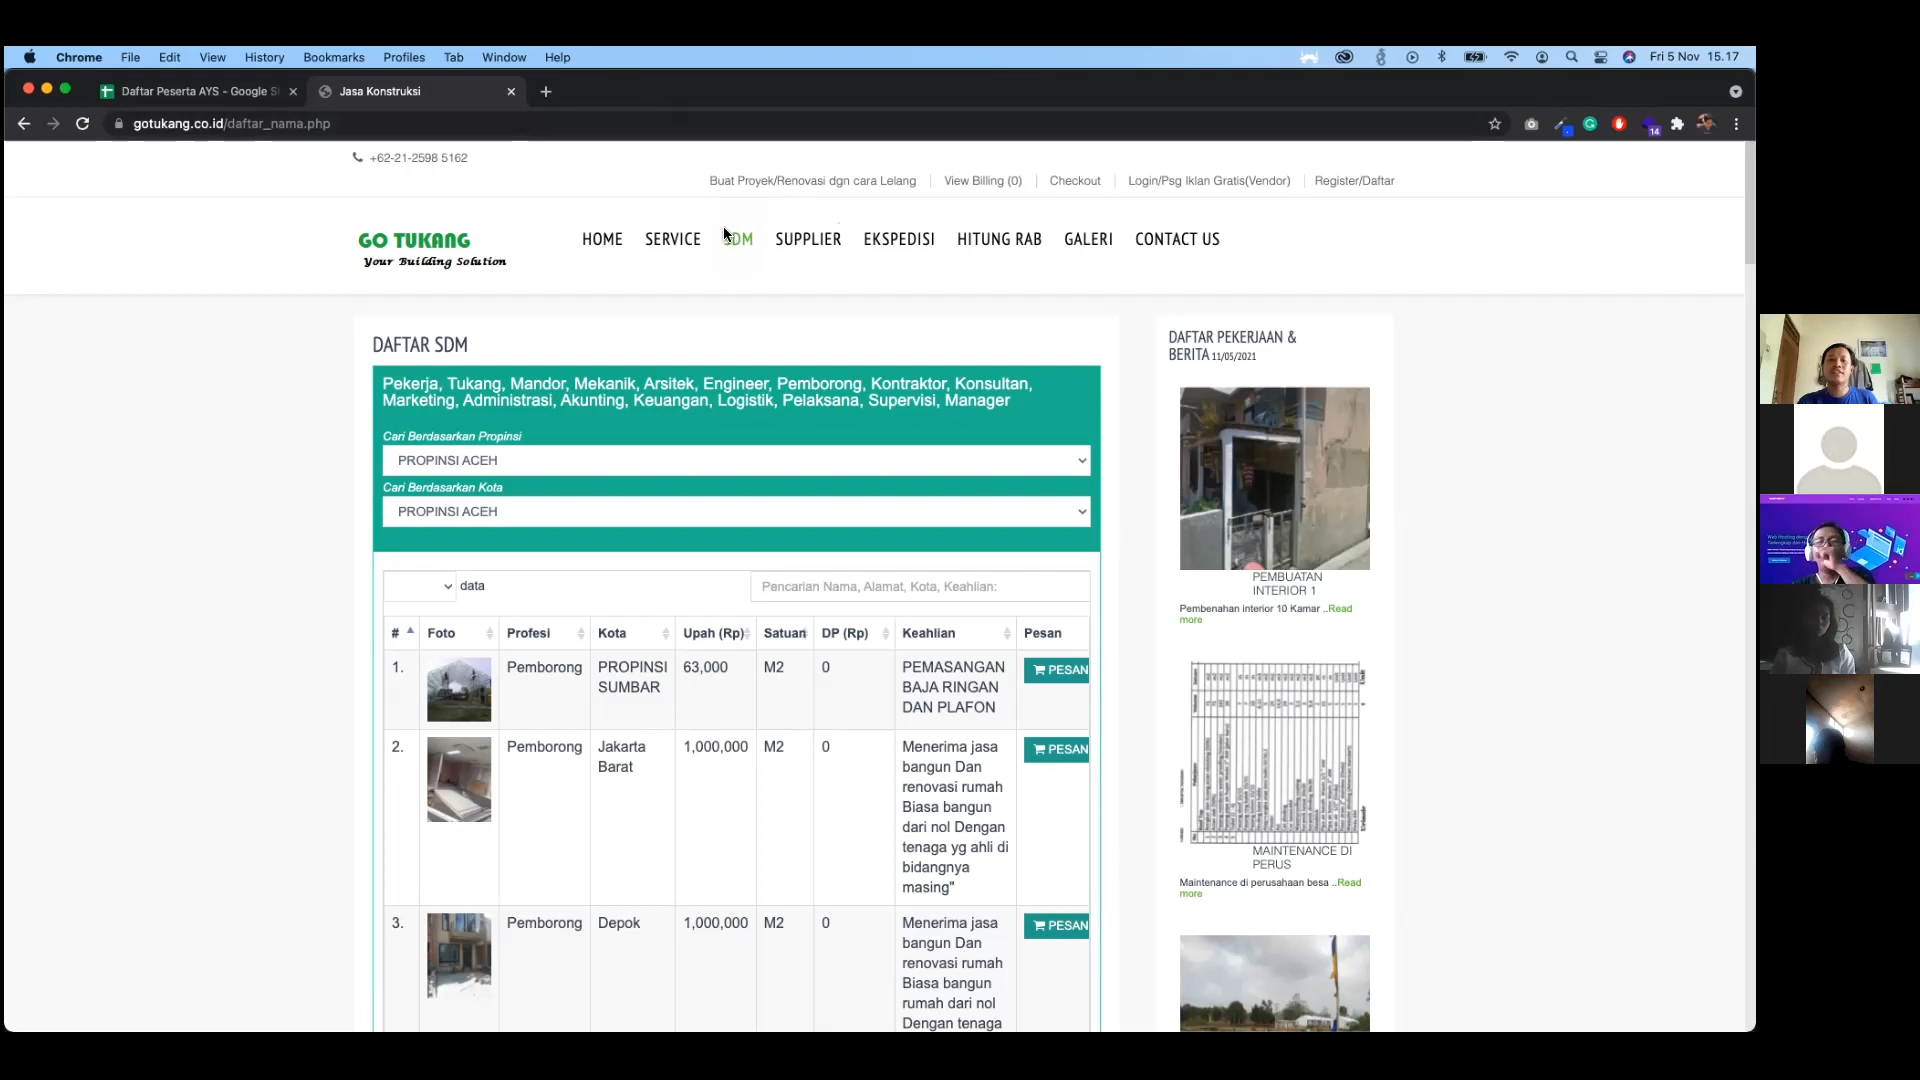 Chrome File Edit View History Bookmarks Profiles Tab Window Help Fri 5 Nov 15.17
Daftar Peserta AYS - Google S Jasa Konstruksi
gotukang.co.id/daftar_nama.php 14
+62-21-2598 5162
Buat Proyek/Renovasi dgn cara Lelang View Billing (0) Checkout Login/Psg Iklan Gratis(Vendor) Register/Daftar
GO TUKANG
Your Building Solution
HOME SERVICE SDM SUPPLIER EKSPEDISI HITUNG RAB GALERI CONTACT US
DAFTAR SDM
Pekerja, Tukang, Mandor, Mekanik, Arsitek, Engineer, Pemborong, Kontraktor, Konsultan,
Marketing, Administrasi, Akunting, Keuangan, Logistik, Pelaksana, Supervisi, Manager
Cari Berdasarkan Propinsi
PROPINSI ACEH
Cari Berdasarkan Kota
PROPINSI ACEH
data Pencarian Nama, Alamat, Kota, Keahlian:
# Foto Profesi Kota Upah (Rp) Satuan DP (Rp) Keahlian Pesan
1. Pemborong PROPINSI 63,000 M2 0 PEMASANGAN PESAN
SUMBAR BAJA RINGAN
DAN PLAFON
2. Pemborong Jakarta 1,000,000 M2 0 Menerima jasa PESAN
Barat bangun Dan
renovasi rumah
Biasa bangun
dari nol Dengan
tenaga yg ahli di
bidangnya
masing"
3. Pemborong Depok 1,000,000 M2 0 Menerima jasa PESAN
bangun Dan
renovasi rumah
Biasa bangun
rumah dari nol
Dengan tenaga
DAFTAR PEKERJAAN &
BERITA 11/05/2021
PEMBUATAN
INTERIOR 1
Pembenahan interior 10 Kamar ..Read
more
MAINTENANCE DI
PERUS
Maintenance di perusahaan besa ..Read
more